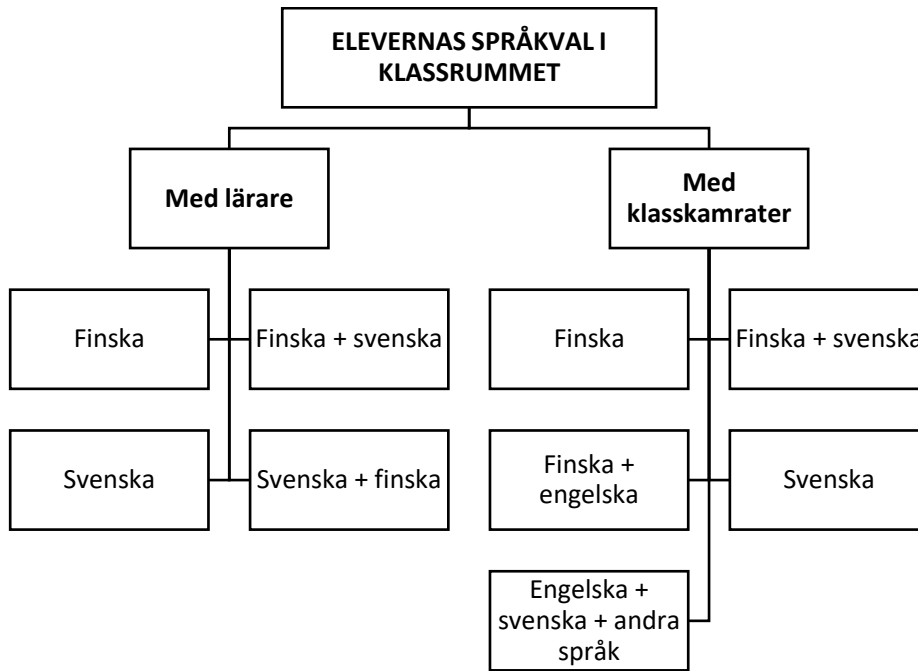 ELEVERNAS SPRÅKVAL I
KLASSRUMMET
Med lärare
Med
klasskamrater
Finska
Finska + svenska
Svenska
Svenska + finska
Finska
Finska + svenska
Finska +
engelska
Svenska
Engelska +
svenska + andra
språk